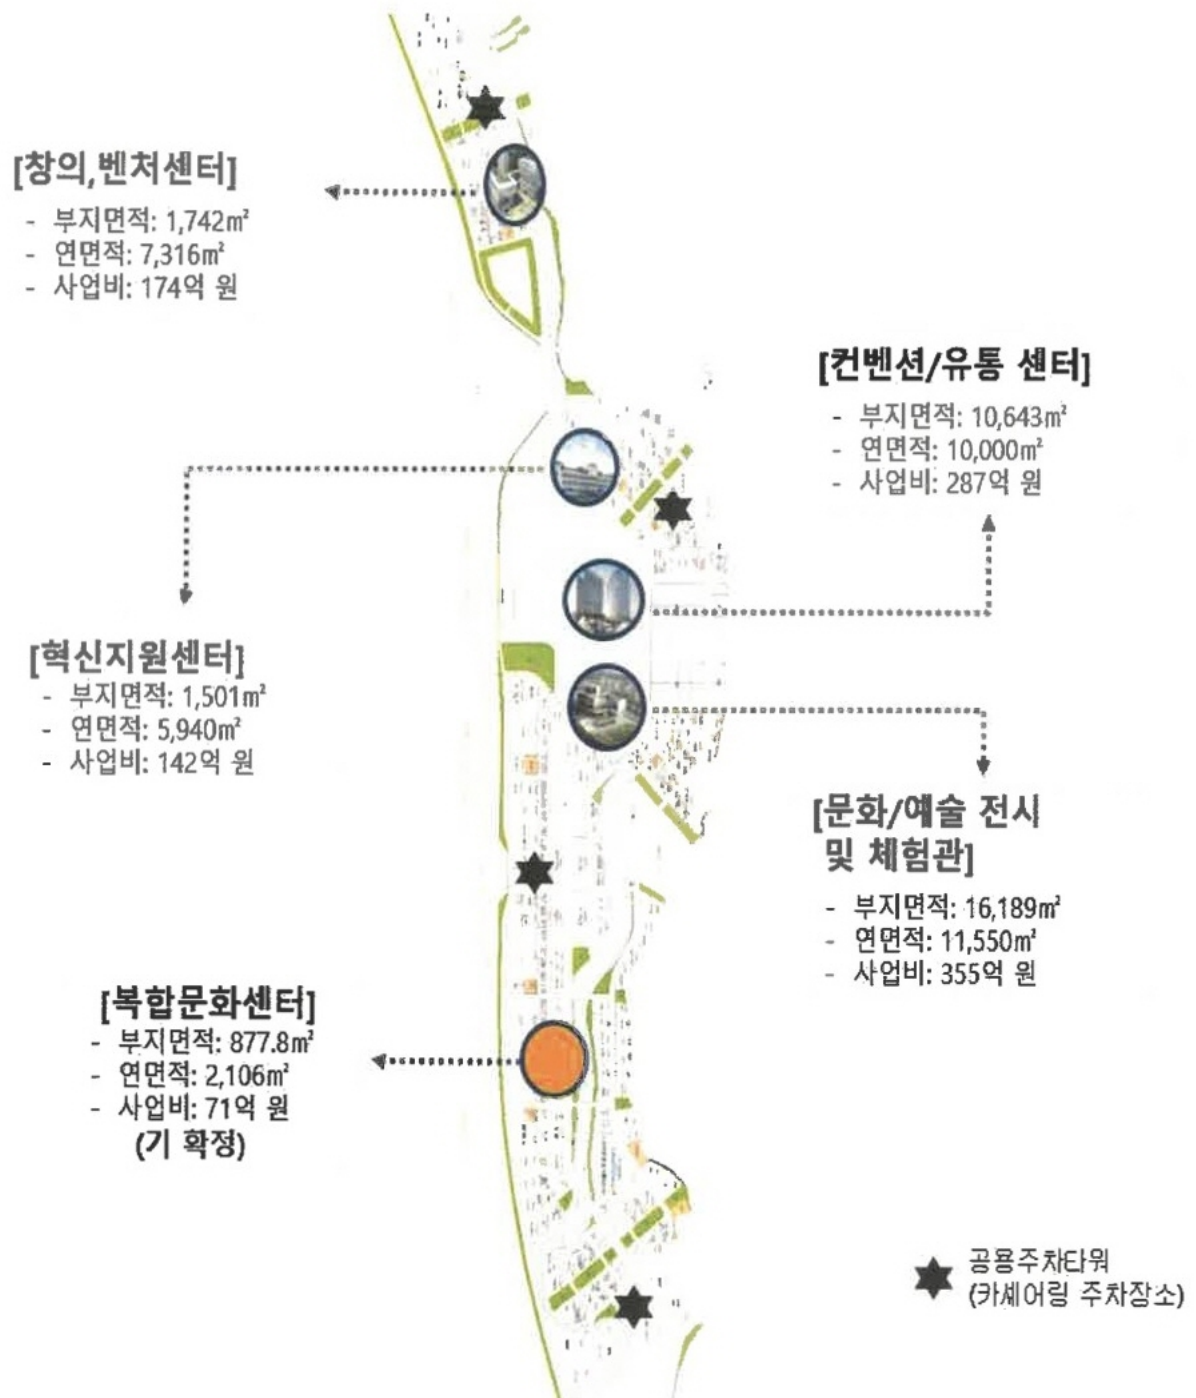 [창의,벤처센터]
- 부지면적: 1,742㎡
- 연면적: 7,316㎡
- 사업비: 174억 원
[컨벤션/유통 센터]
- 부지면적: 10,643㎡
- 연면적: 10,000㎡
- 사업비: 287억 원
[혁신지원센터]
- 부지면적: 1,501㎡
- 연면적: 5,940㎡
- 사업비: 142억 원
[문화/예술 전시
및 체험관]
- 부지면적: 16,189㎡
- 연면적: 11,550㎡
- 사업비: 355억 원
[복합문화센터]
- 부지면적: 877.8㎡
- 연면적: 2,106㎡
- 사업비: 71억 원
(기 확정)
공용주차타워
(카셰어링 주차장소)